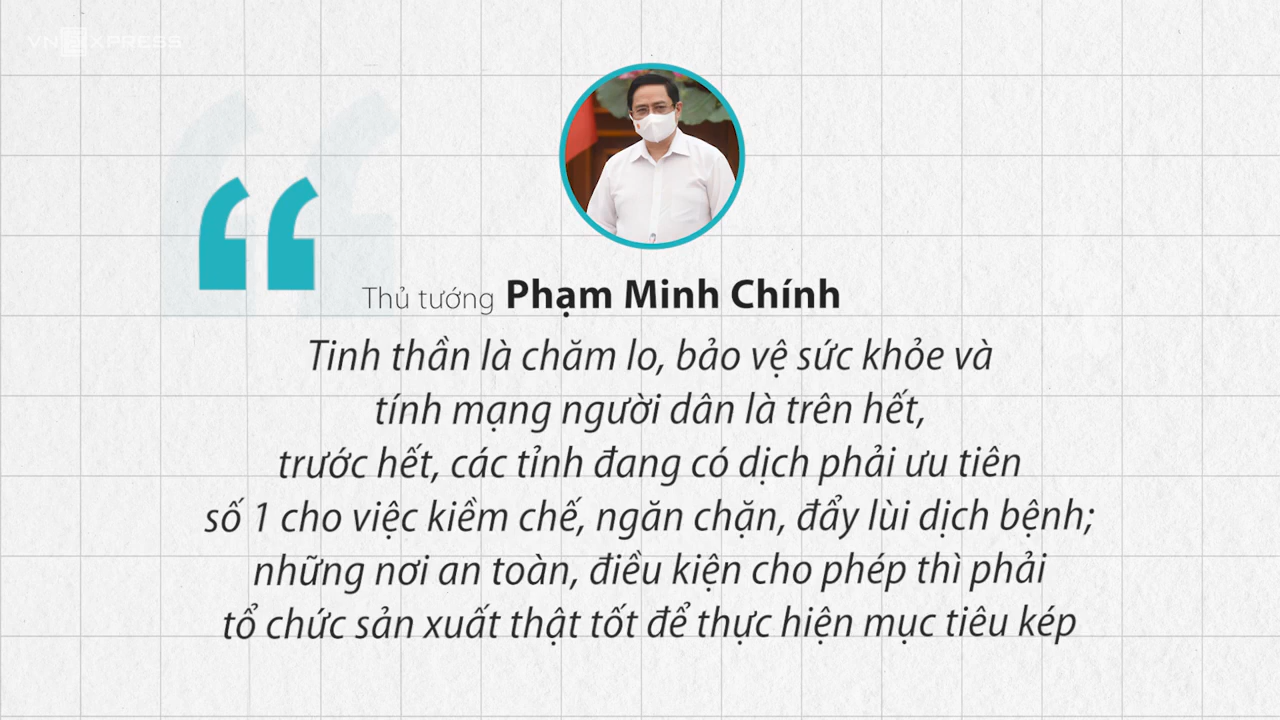 VNEXPRESS
Thủ tướng Phạm Minh Chính
Tinh thần là chăm lo, bảo vệ sức khỏe và
tính mạng người dân là trên hết,
trước hết, các tỉnh đang có dịch phải ưu tiên
số 1 cho việc kiềm chế, ngăn chặn, đẩy lùi dịch bệnh;
những nơi an toàn, điều kiện cho phép thì phải
tổ chức sản xuất thật tốt để thực hiện mục tiêu kép